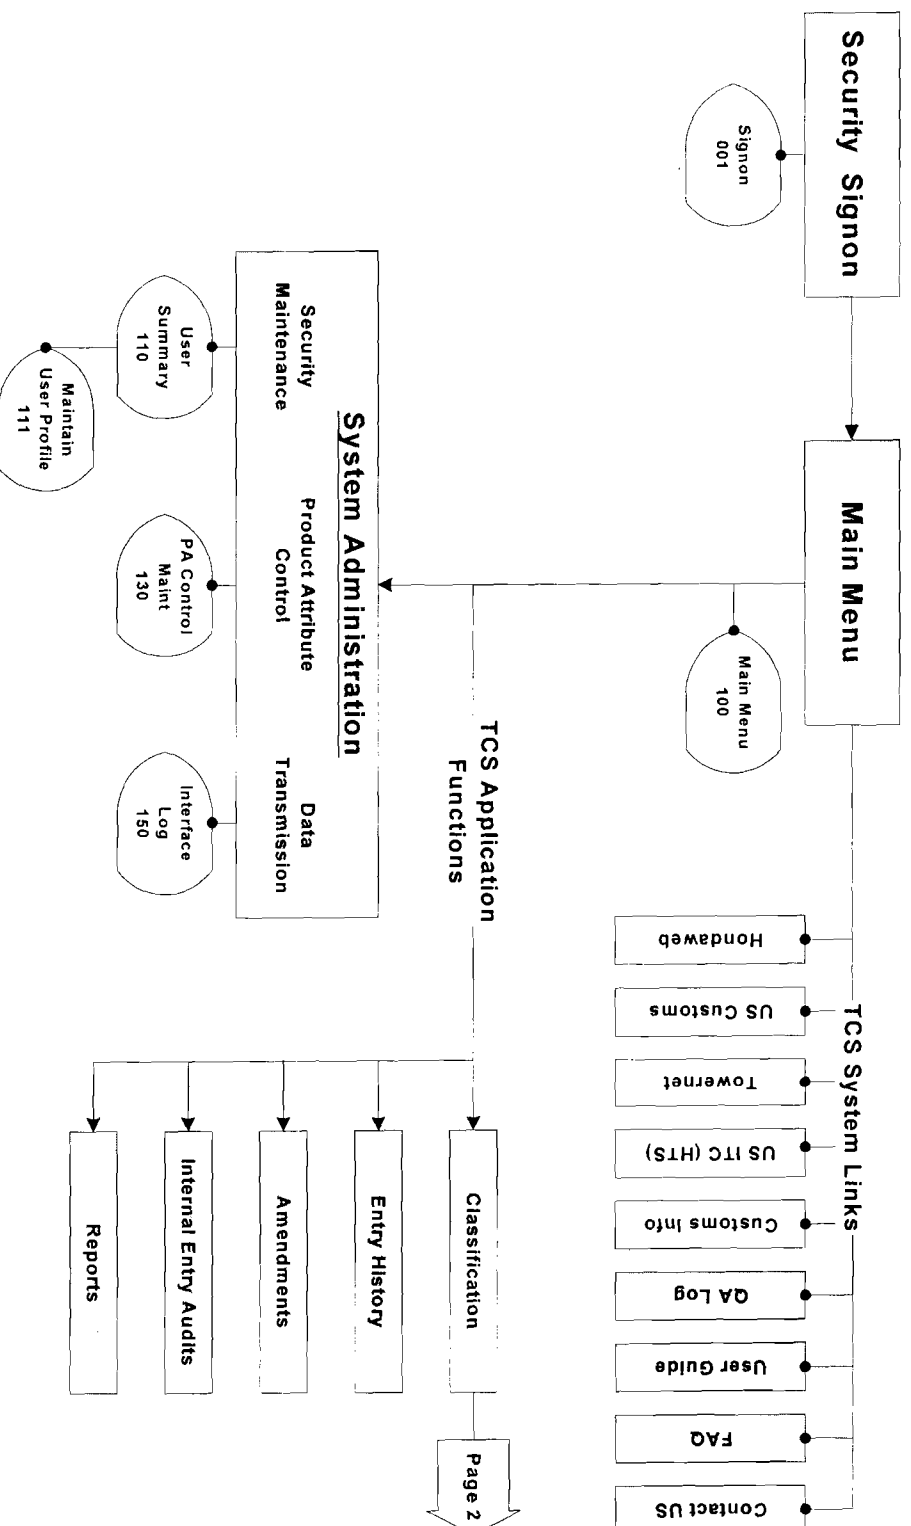 Security Signon
Signon
001
Main Menu
Main Menu
100
TCS System Links
Hondaweb
US Customs
Towernet
US ITC (HTS)
Customs Info
QA Log
User Guide
FAQ
Contact US
System Administration
Security
Maintenance
Product Attribute
Control
Data
Transmission
User
Summary
110
Maintain
User Profile
111
PA Control
Maint
130
Interface
Log
150
TCS Application
Functions
Classification
Entry History
Amendments
Internal Entry Audits
Reports
Page 2